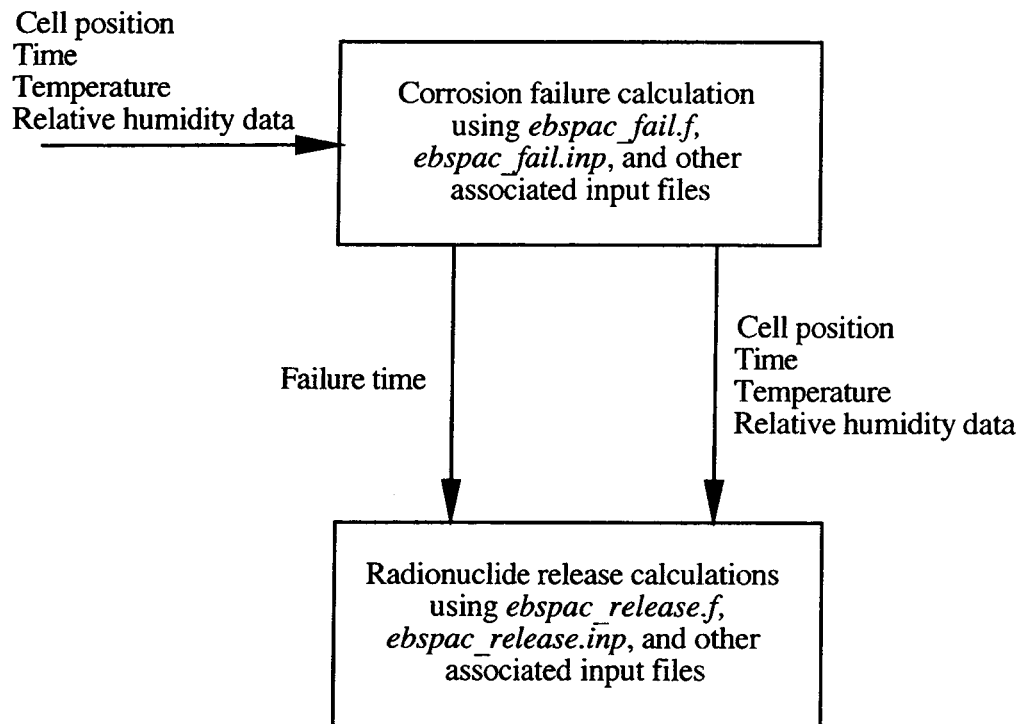 Cell position
Time
Temperature
Relative humidity data
Corrosion failure calculation
using ebspac_fail.f,
ebspac_fail.inp, and other
associated input files
Failure time
Cell position
Time
Temperature
Relative humidity data
Radionuclide release calculations
using ebspac_release.f,
ebspac_release.inp, and other
associated input files